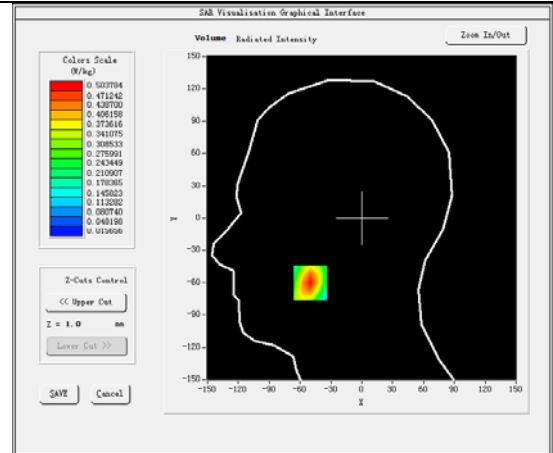 SAR Visualisation Graphical Interface
Volume Radiated Intensity
Zoom In/Out
Colors Scale
(W/kg)
0.503784
0.471242
0.438700
0.406158
0.373616
0.341075
0.308533
0.275991
0.243449
0.210907
0.178365
0.145823
0.113282
0.080740
0.048198
0.015656
150
120
90
60
30
0
-30
-60
-90
-120
-150
Y
-150 -120 -90 -60 -30 0 30 60 90 120 150
X
Z-Cuts Control
<< Upper Cut
Z = 1.0 mm
Lower Cut >>
SAVE Cancel